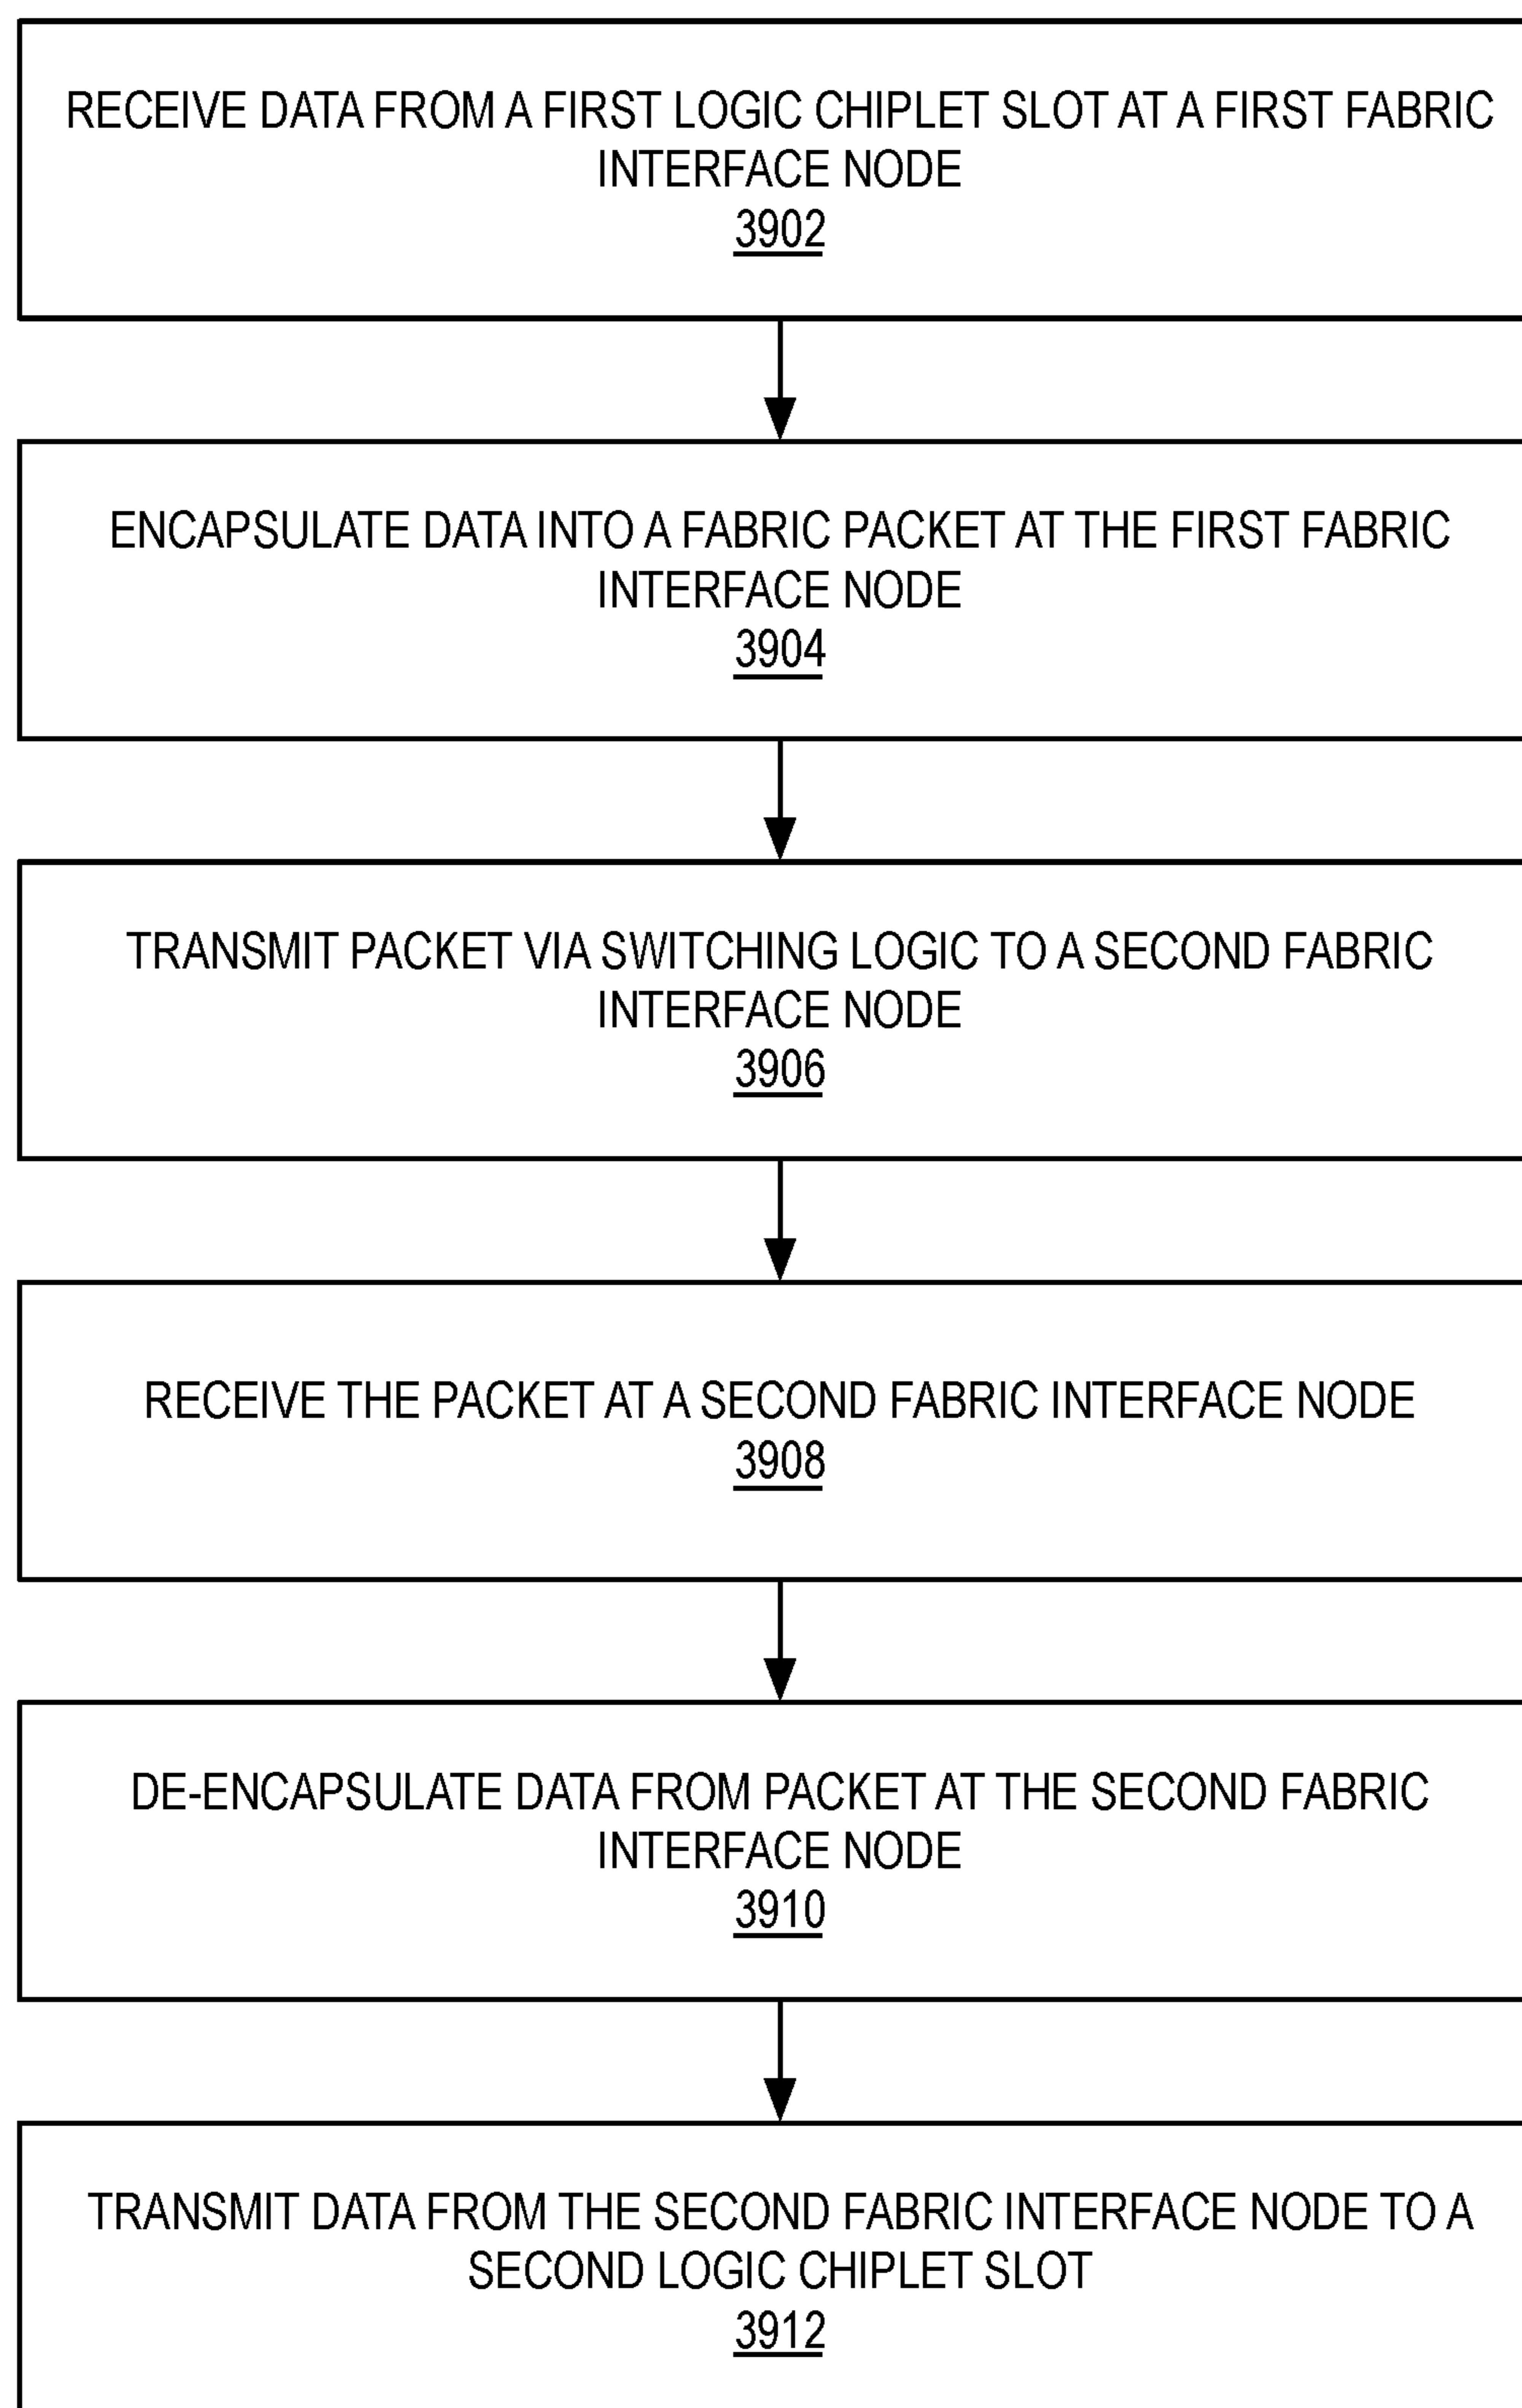 RECEIVE DATA FROM A FIRST LOGIC CHIPLET SLOT AT A FIRST FABRIC
INTERFACE NODE
3902
ENCAPSULATE DATA INTO A FABRIC PACKET AT THE FIRST FABRIC
INTERFACE NODE
3904
TRANSMIT PACKET VIA SWITCHING LOGIC TO A SECOND FABRIC
INTERFACE NODE
3906
RECEIVE THE PACKET AT A SECOND FABRIC INTERFACE NODE
3908
DE-ENCAPSULATE DATA FROM PACKET AT THE SECOND FABRIC
INTERFACE NODE
3910
TRANSMIT DATA FROM THE SECOND FABRIC INTERFACE NODE TO A
SECOND LOGIC CHIPLET SLOT
3912